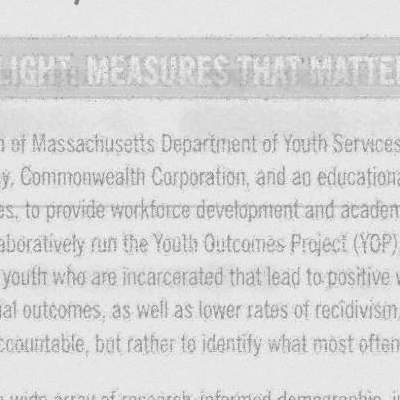 LIGHT: MEASURES THAT MATTE
n of Massachusetts Department of Youth Services
y, Commonwealth Corporation, and an educationa
es, to provide workforce development and academ
aboratively run the Youth Outcomes Project (YOP)
youth who are incarcerated that lead to positive
al outcomes, as well as lower rates of recidivism,
ccountable, but rather to identify what most often
wide array of research-informed demographic,